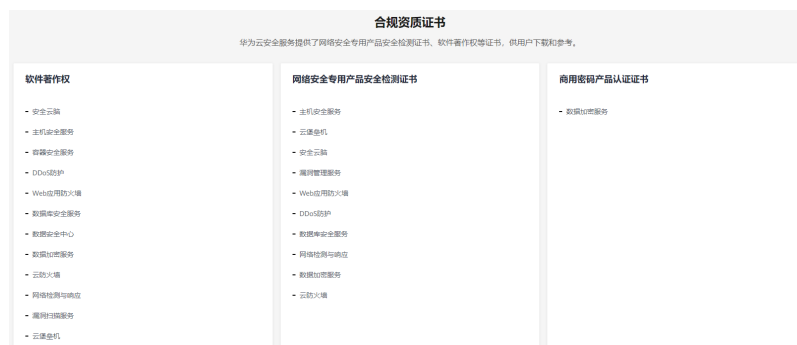 合规资质证书
华为云安全服务提供了网络安全专用产品安全检测证书、软件著作权等证书，供用户下载和参考。
软件著作权
- 安全云脑
- 主机安全服务
- 容器安全服务
- DDoS防护
- Web应用防火墙
- 数据库安全服务
- 数据安全中心
- 数据加密服务
- 云防火墙
- 网络检测与响应
- 漏洞扫描服务
- 云堡垒机
网络安全专用产品安全检测证书
- 主机安全服务
- 云堡垒机
- 安全云脑
- 漏洞管理服务
- Web应用防火墙
- DDoS防护
- 数据库安全服务
- 网络检测与响应
- 数据加密服务
- 云防火墙
商用密码产品认证证书
- 数据加密服务